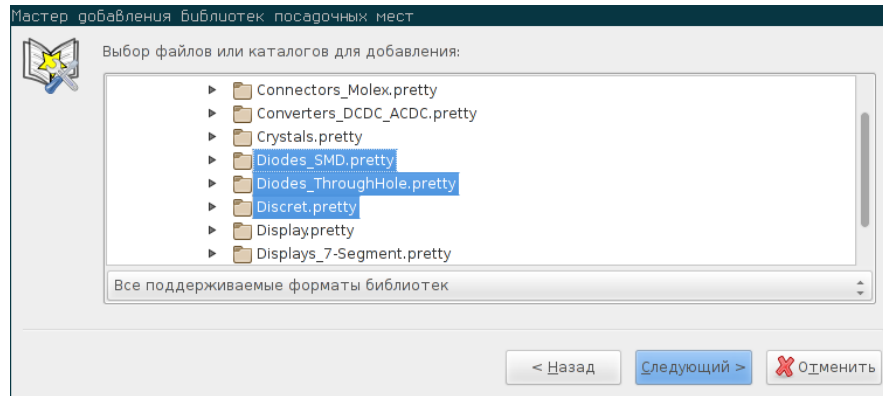 Мастер добавления библиотек посадочных мест
Выбор файлов или каталогов для добавления:
Connectors_Molex.pretty
Converters_DCDC_ACDC.pretty
Crystals.pretty
Diodes_SMD.pretty
Diodes_ThroughHole.pretty
Discret.pretty
Display.pretty
Displays_7-Segment.pretty
Все поддерживаемые форматы библиотек
< Назад
Следующий >
Отменить